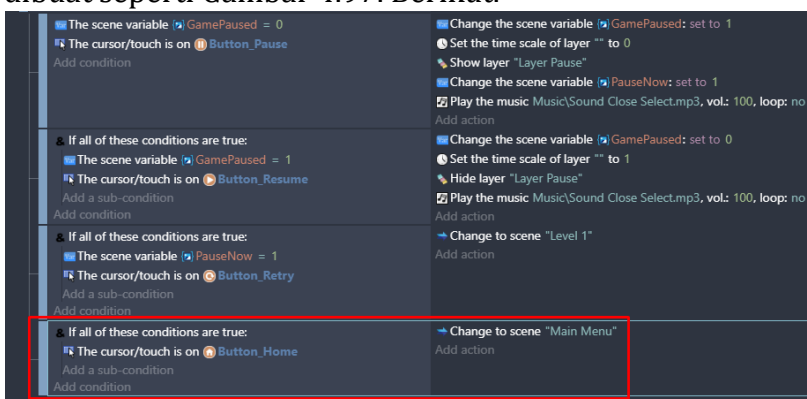 The scene variable GamePaused = 0
The cursor/touch is on Button_Pause
Add condition
Change the scene variable GamePaused: set to 1
Set the time scale of layer "" to 0
Show layer "Layer Pause"
Change the scene variable PauseNow: set to 1
Play the music Music\Sound Close Select.mp3, vol.: 100, loop: no
Add action
If all of these conditions are true:
The scene variable GamePaused = 1
The cursor/touch is on Button_Resume
Add a sub-condition
Add condition
Change the scene variable GamePaused: set to 0
Set the time scale of layer "" to 1
Hide layer "Layer Pause"
Play the music Music\Sound Close Select.mp3, vol.: 100, loop: no
Add action
If all of these conditions are true:
The scene variable PauseNow = 1
The cursor/touch is on Button_Retry
Add a sub-condition
Add condition
Change to scene "Level 1"
Add action
If all of these conditions are true:
The cursor/touch is on Button_Home
Add a sub-condition
Add condition
Change to scene "Main Menu"
Add action